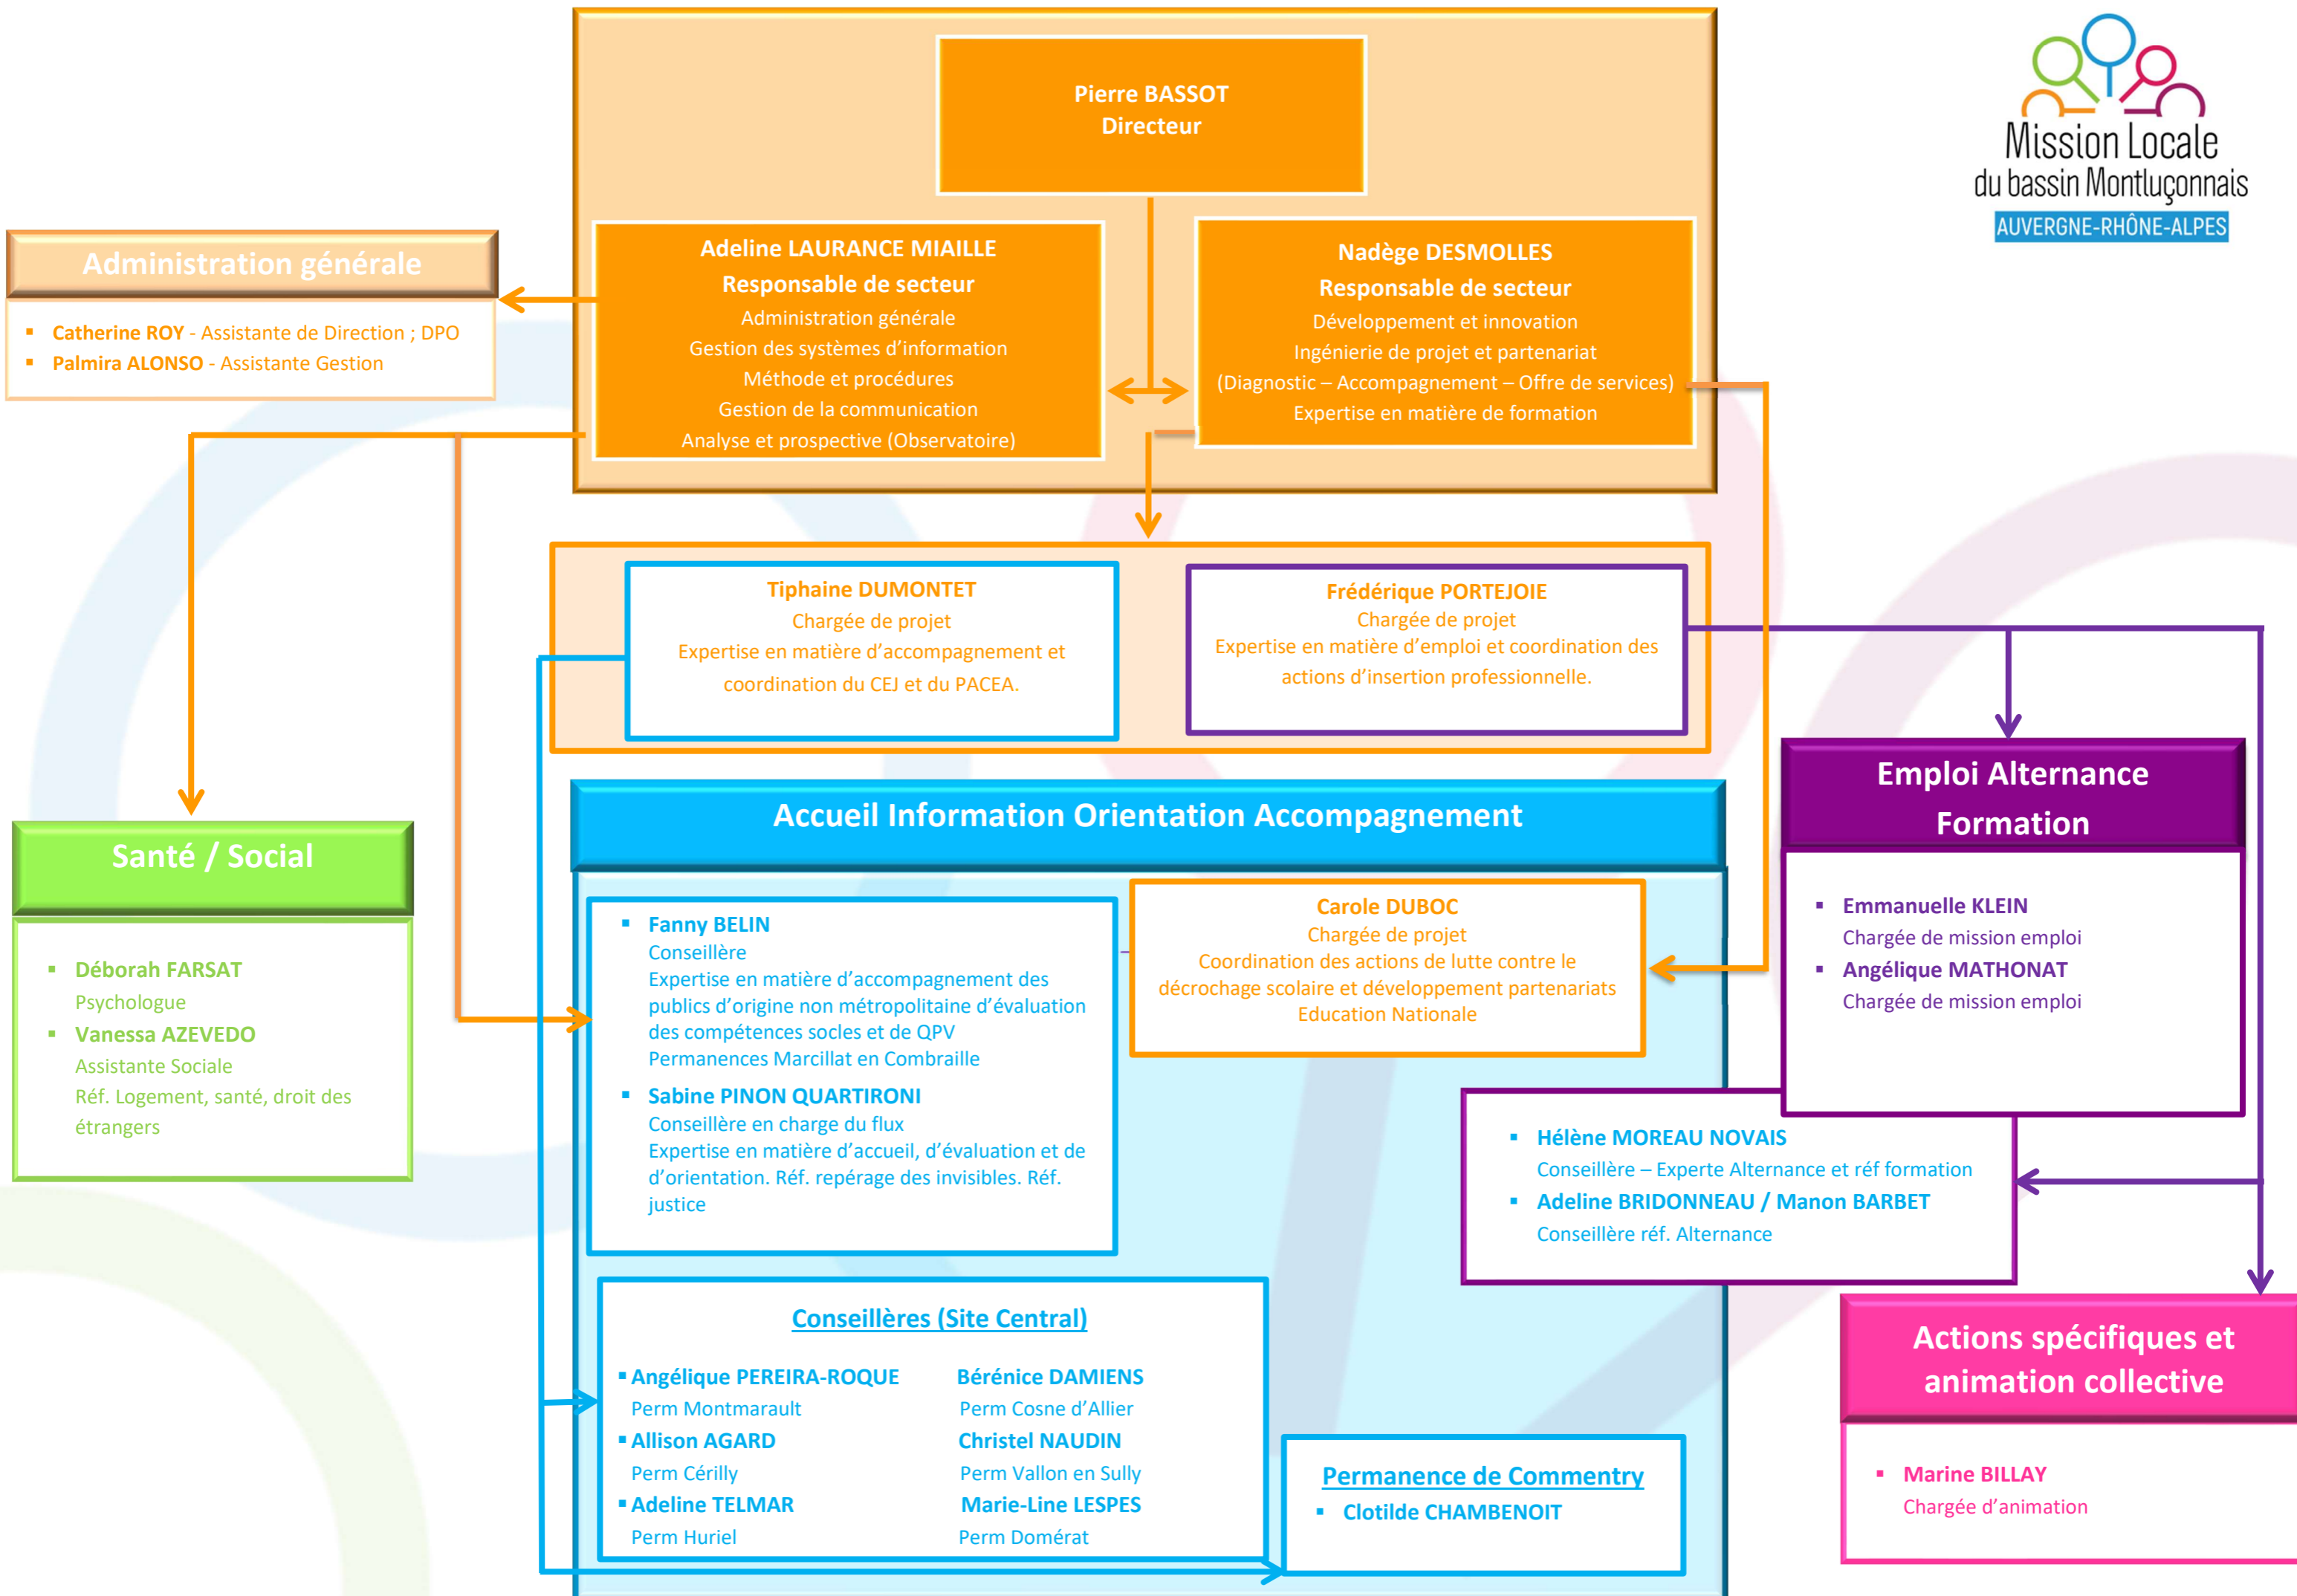 Pierre BASSOT
Directeur
Mission Locale
du bassin Montluçonnais
AUVERGNE-RHÔNE-ALPES
Administration générale
▪ Catherine ROY - Assistante de Direction ; DPO
▪ Palmira ALONSO - Assistante Gestion
Adeline LAURANCE MIAILLE
Responsable de secteur
Administration générale
Gestion des systèmes d'information
Méthode et procédures
Gestion de la communication
Analyse et prospective (Observatoire)
Nadège DESMOLLES
Responsable de secteur
Développement et innovation
Ingénierie de projet et partenariat
(Diagnostic – Accompagnement – Offre de services)
Expertise en matière de formation
Tiphaine DUMONTET
Chargée de projet
Expertise en matière d'accompagnement et
coordination du CEJ et du PACEA.
Frédérique PORTEJOIE
Chargée de projet
Expertise en matière d'emploi et coordination des
actions d'insertion professionnelle.
Santé / Social
▪ Déborah FARSAT
Psychologue
▪ Vanessa AZEVEDO
Assistante Sociale
Réf. Logement, santé, droit des
étrangers
Accueil Information Orientation Accompagnement
▪ Fanny BELIN
Conseillère
Expertise en matière d'accompagnement des
publics d'origine non métropolitaine d'évaluation
des compétences socles et de QPV
Permanences Marcillat en Combraille
▪ Sabine PINON QUARTIRONI
Conseillère en charge du flux
Expertise en matière d'accueil, d'évaluation et de
d'orientation. Réf. repérage des invisibles. Réf.
justice
Carole DUBOC
Chargée de projet
Coordination des actions de lutte contre le
décrochage scolaire et développement partenariats
Education Nationale
Emploi Alternance
Formation
▪ Emmanuelle KLEIN
Chargée de mission emploi
▪ Angélique MATHONAT
Chargée de mission emploi
▪ Hélène MOREAU NOVAIS
Conseillère – Experte Alternance et réf formation
▪ Adeline BRIDONNEAU / Manon BARBET
Conseillère réf. Alternance
Conseillères (Site Central)
▪ Angélique PEREIRA-ROQUE Bérénice DAMIENS
Perm Montmarault Perm Cosne d'Allier
▪ Allison AGARD Christel NAUDIN
Perm Cérilly Perm Vallon en Sully
▪ Adeline TELMAR Marie-Line LESPES
Perm Huriel Perm Domérat
Permanence de Commentry
▪ Clotilde CHAMBENOIT
Actions spécifiques et
animation collective
▪ Marine BILLAY
Chargée d'animation